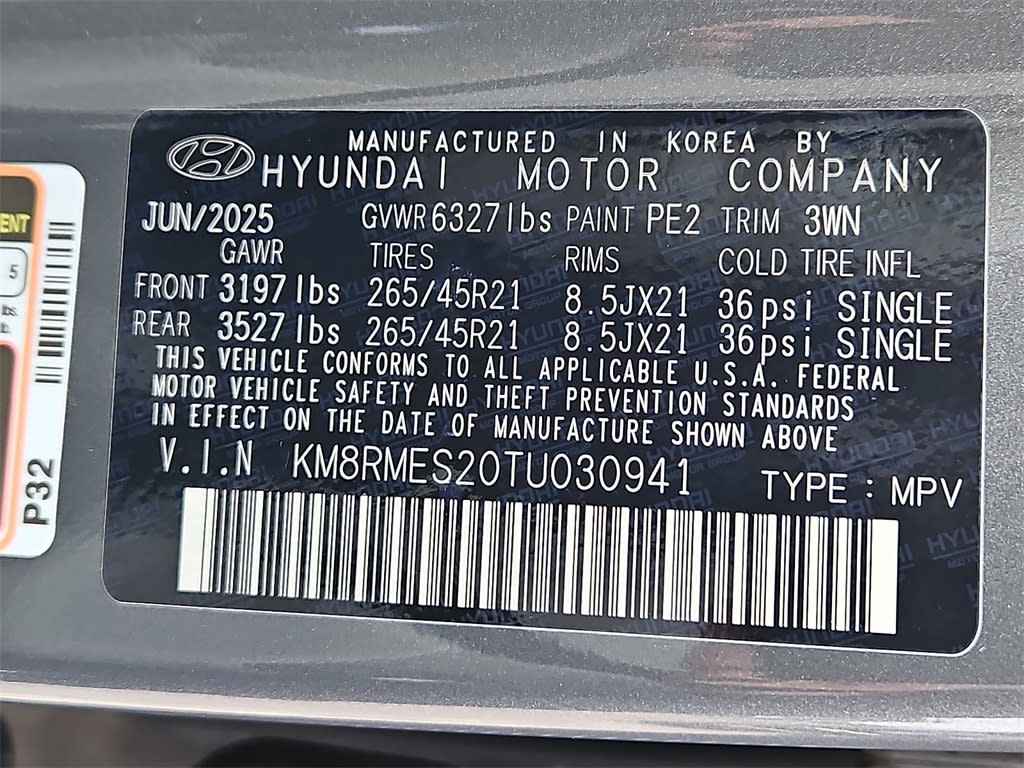 MANUFACTURED IN KOREA BY
HYUNDAI MOTOR COMPANY
JUN/2025 GVWR 6327lbs PAINT PE2 TRIM 3WN
GAWR TIRES RIMS COLD TIRE INFL
FRONT 3197lbs 265/45R21 8.5JX21 36psi SINGLE
REAR 3527lbs 265/45R21 8.5JX21 36psi SINGLE
THIS VEHICLE CONFORMS TO ALL APPLICABLE U.S.A. FEDERAL
MOTOR VEHICLE SAFETY AND THEFT PREVENTION STANDARDS
IN EFFECT ON THE DATE OF MANUFACTURE SHOWN ABOVE
V.I.N KM8RMES20TU030941 TYPE : MPV
5
lbs.
lb.
P32